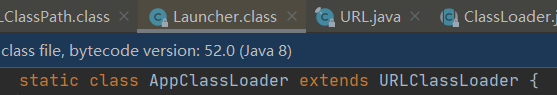 LClassPath.class Launcher.class URL.java ClassLoader.j
class file, bytecode version: 52.0 (Java 8)
static class AppClassLoader extends URLClassLoader {